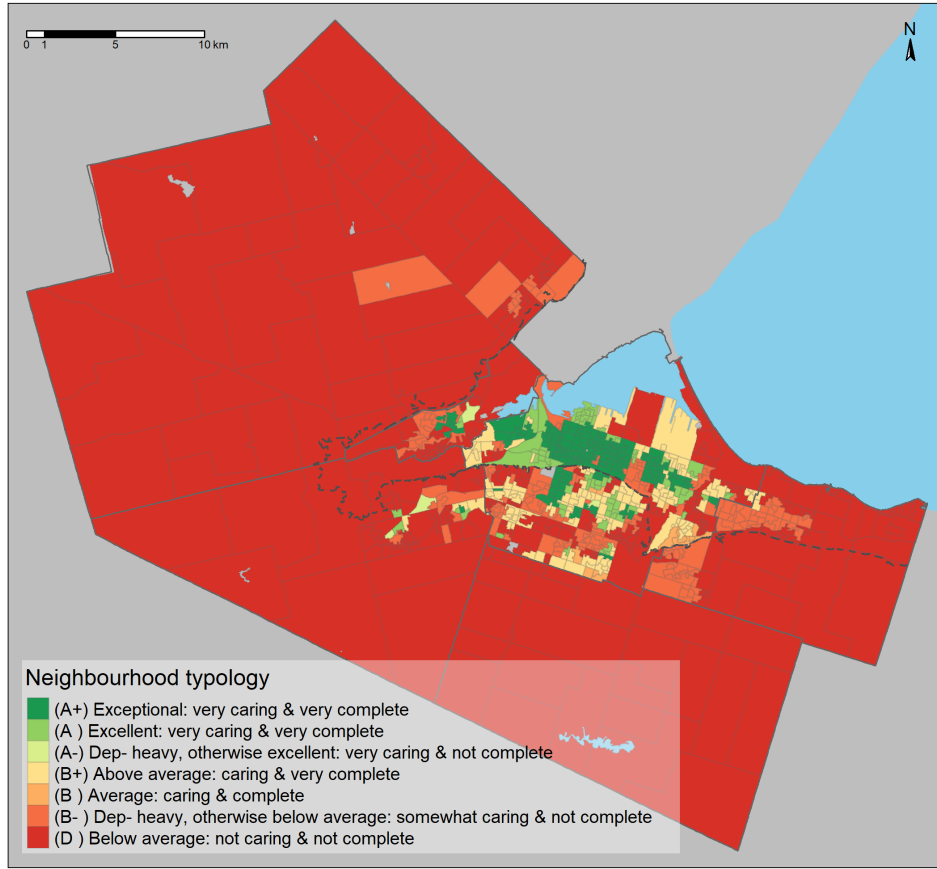 N
0 1 5 10 km
Neighbourhood typology
(A+) Exceptional: very caring & very complete
(A ) Excellent: very caring & very complete
(A-) Dep- heavy, otherwise excellent: very caring & not complete
(B+) Above average: caring & very complete
(B ) Average: caring & complete
(B- ) Dep- heavy, otherwise below average: somewhat caring & not complete
(D ) Below average: not caring & not complete